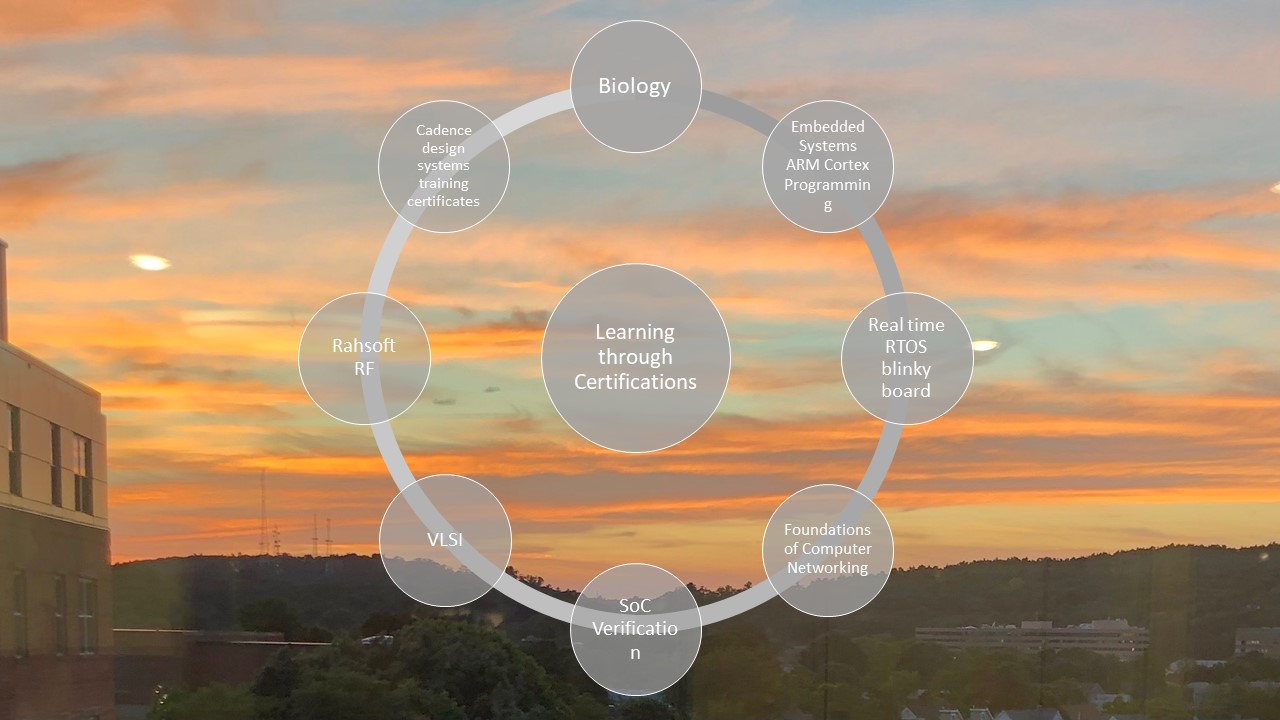 Biology
Embedded
Systems
ARM Cortex
Programmin
g
Real time
RTOS
blinky
board
Foundations
of Computer
Networking
SoC
Verificatio
n
VLSI
Rahsoft
RF
Cadence
design
systems
training
certificates
Learning
through
Certifications